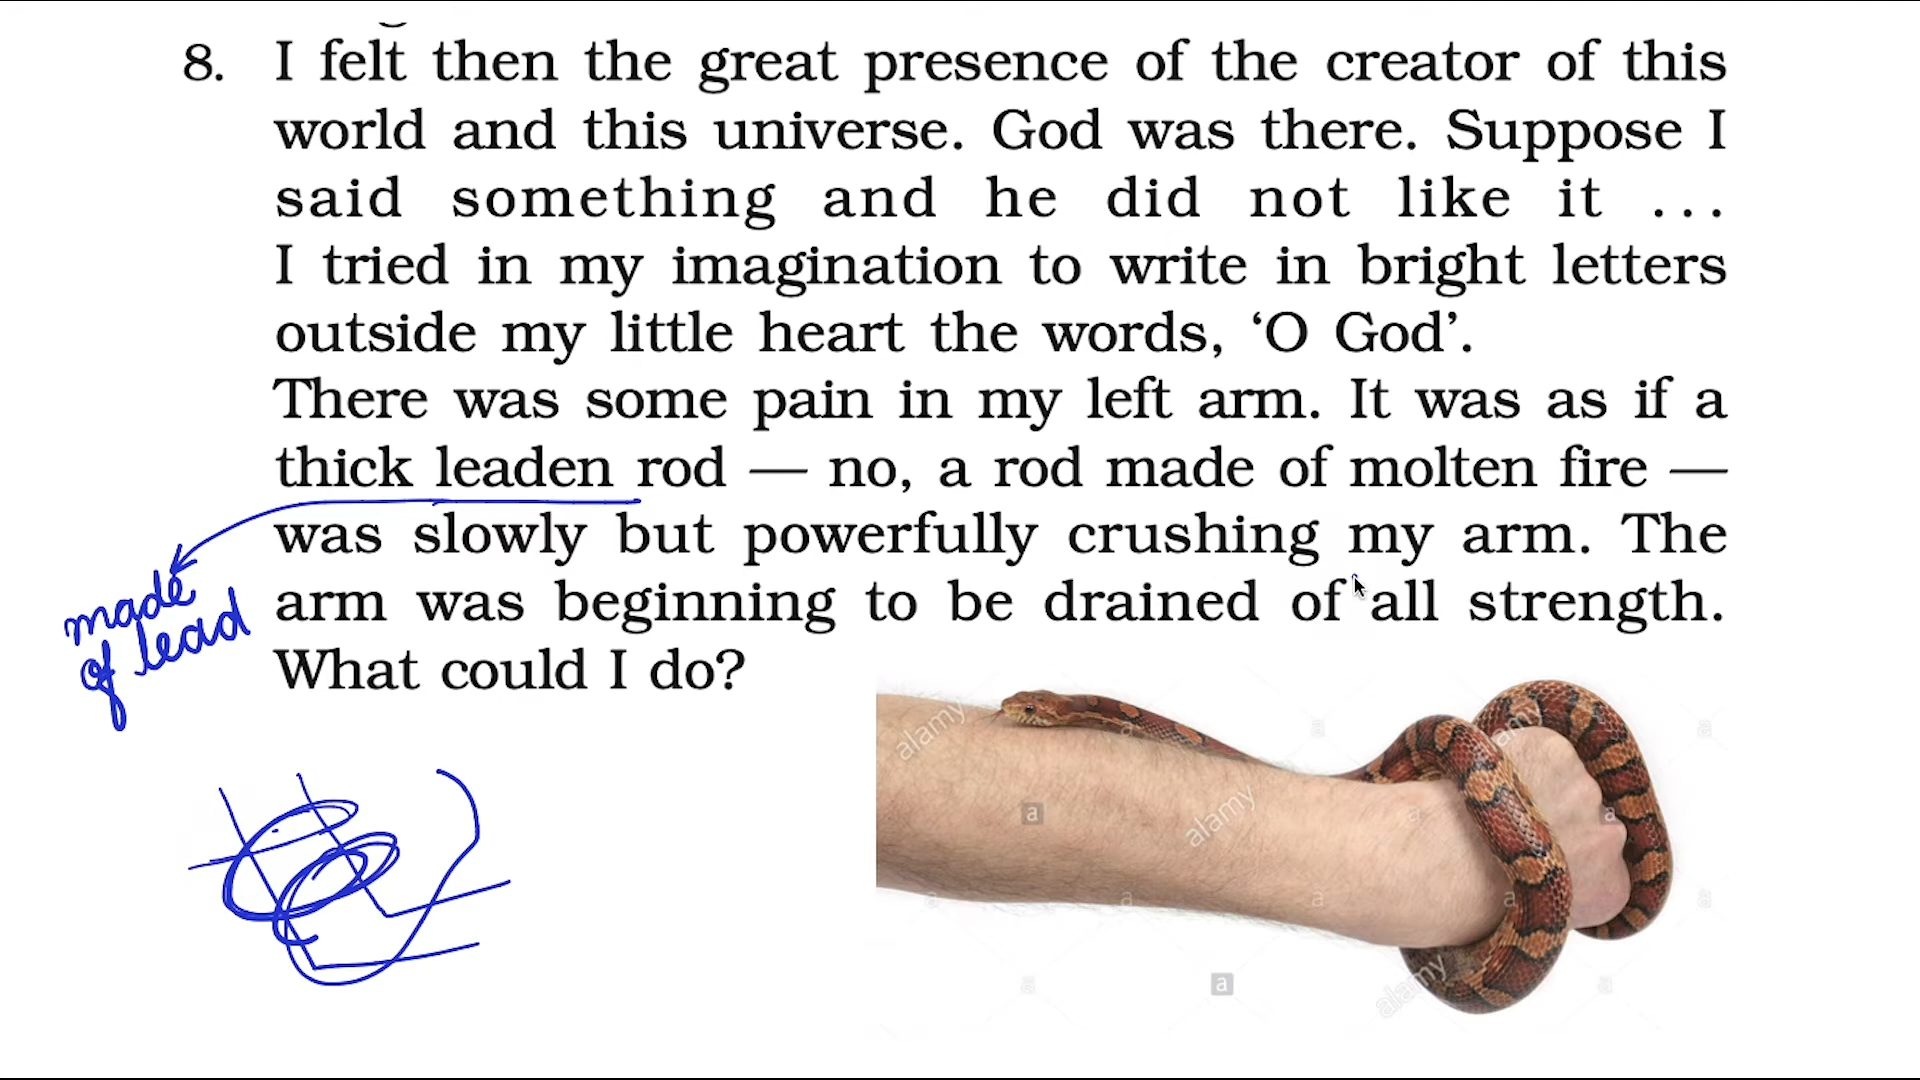 8. I felt then the great presence of the creator of this
world and this universe. God was there. Suppose I
said something and he did not like it ...
I tried in my imagination to write in bright letters
outside my little heart the words, ‘O God’.
There was some pain in my left arm. It was as if a
thick leaden rod — no, a rod made of molten fire —
was slowly but powerfully crushing my arm. The
arm was beginning to be drained of all strength.
What could I do?
made
of lead
alamy
alamy
alamy
a
a
a